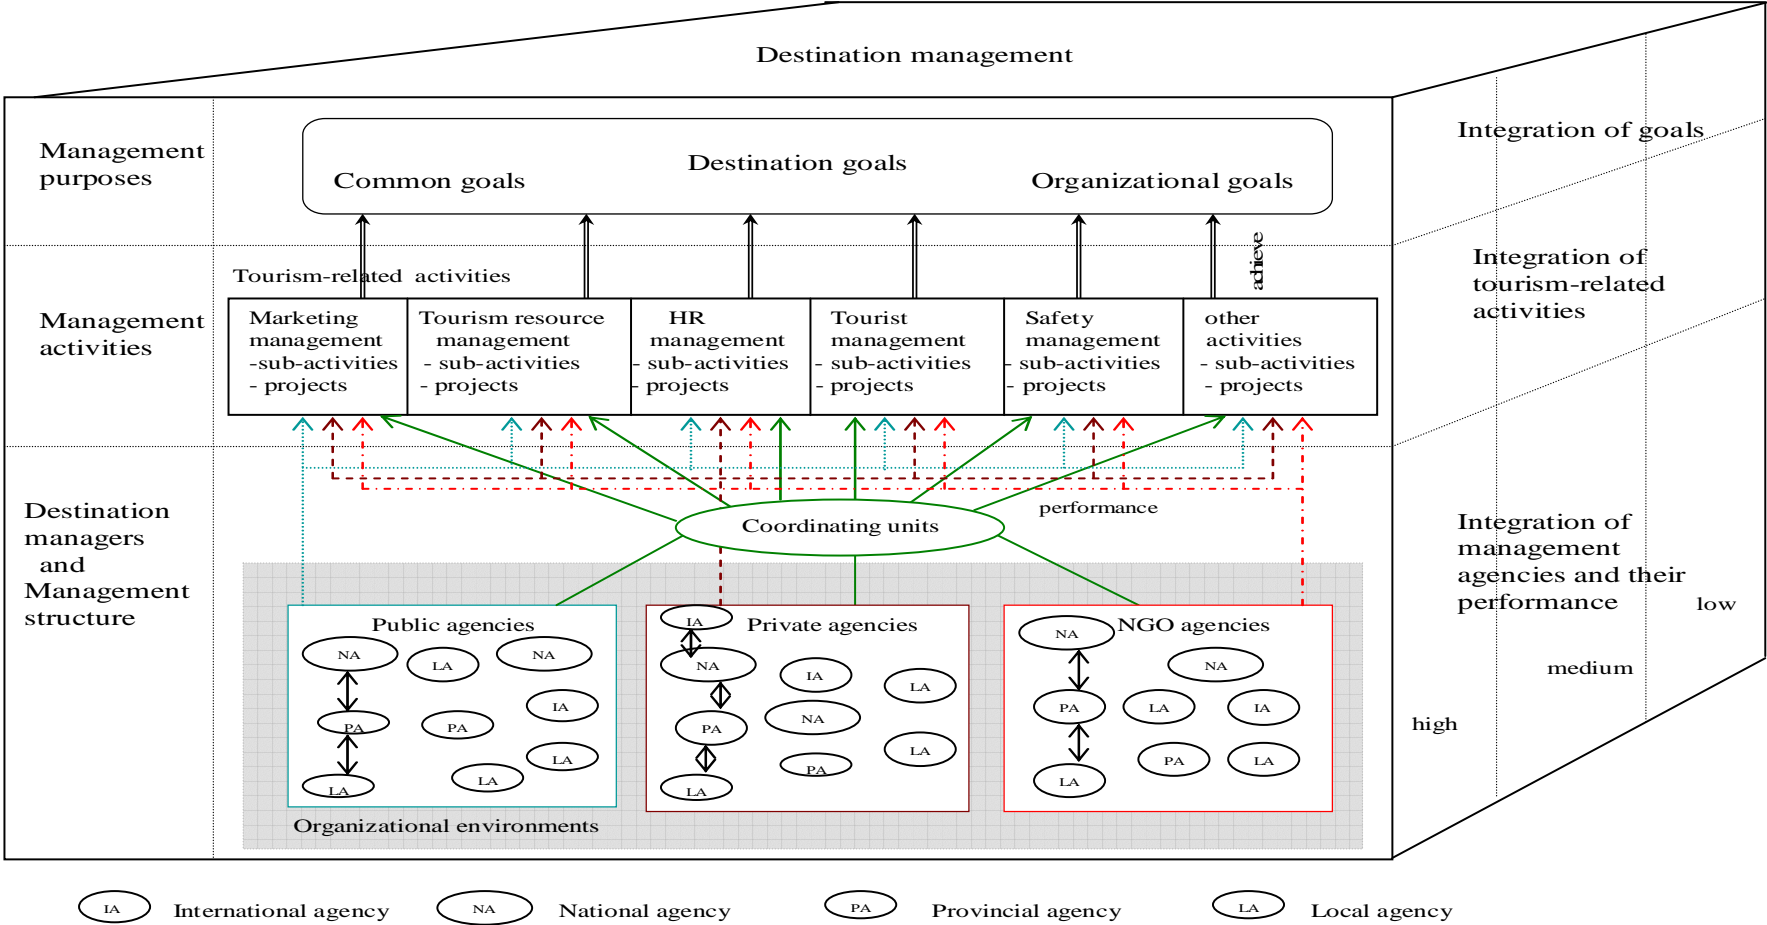 Destination management
Management
purposes
Destination goals
Common goals
Organizational goals
Integration of goals
achieve
Tourism-related activities
Management
activities
Marketing
management
-sub-activities
- projects
Tourism resource
management
- sub-activities
- projects
HR
management
- sub-activities
- projects
Tourist
management
- sub-activities
- projects
Safety
management
- sub-activities
- projects
other
activities
- sub-activities
- projects
Integration of
tourism-related
activities
Destination
managers
and
Management
structure
performance
Coordinating units
Integration of
management
agencies and their
performance
low
medium
high
Public agencies
NA
LA
NA
IA
PA
PA
LA
LA
LA
Private agencies
IA
NA
IA
LA
PA
NA
LA
PA
LA
NGO agencies
NA
NA
PA
LA
IA
PA
LA
LA
Organizational environments
IA International agency
NA National agency
PA Provincial agency
LA Local agency